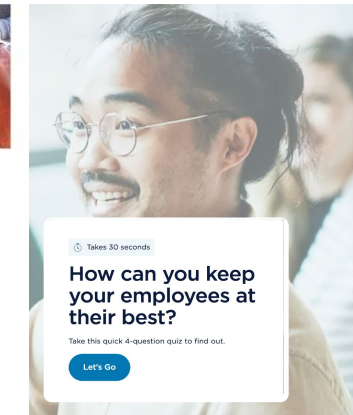 Takes 30 seconds
How can you keep
your employees at
their best?
Take this quick 4-question quiz to find out.
Let's Go